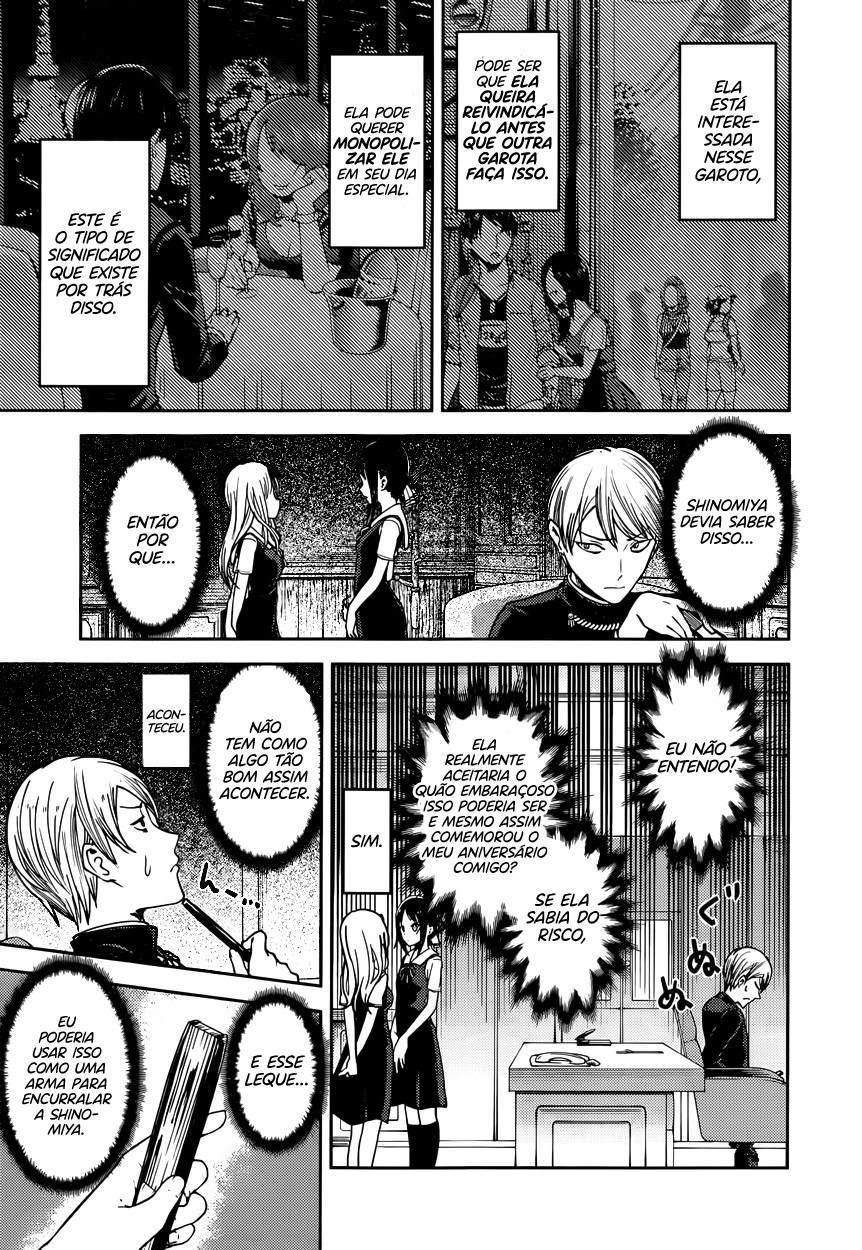 ELA
ESTÁ
INTERE-
SSADA
NESSE
GAROTO,
PODE SER
QUE ELA
QUEIRA
REIVINDICÁ-
LO ANTES
QUE OUTRA
GAROTA
FAÇA ISSO.
ELA PODE
QUERER
MONOPOLI-
ZAR ELE
EM SEU DIA
ESPECIAL.
ESTE É
O TIPO DE
SIGNIFICADO
QUE EXISTE
POR TRÁS
DISSO.
SHINOMIYA
DEVIA SABER
DISSO...
ENTÃO
POR
QUE...
EU NÃO
ENTENDO!
ELA
REALMENTE
ACEITARIA O
QUÃO EMBARAÇOSO
ISSO PODERIA SER
E MESMO ASSIM
COMEMOROU O
MEU ANIVERSÁRIO
COMIGO?
SE ELA
SABIA DO
RISCO,
SIM.
ぐぬぬ
NÃO
TEM COMO
ALGO TÃO
BOM ASSIM
ACONTECER.
ACON-
TECEU.
んー…
E ESSE
LEQUE...
EU
PODERIA
USAR ISSO
COMO UMA
ARMA PARA
ENCURRALAR
A SHINO-
MIYA.